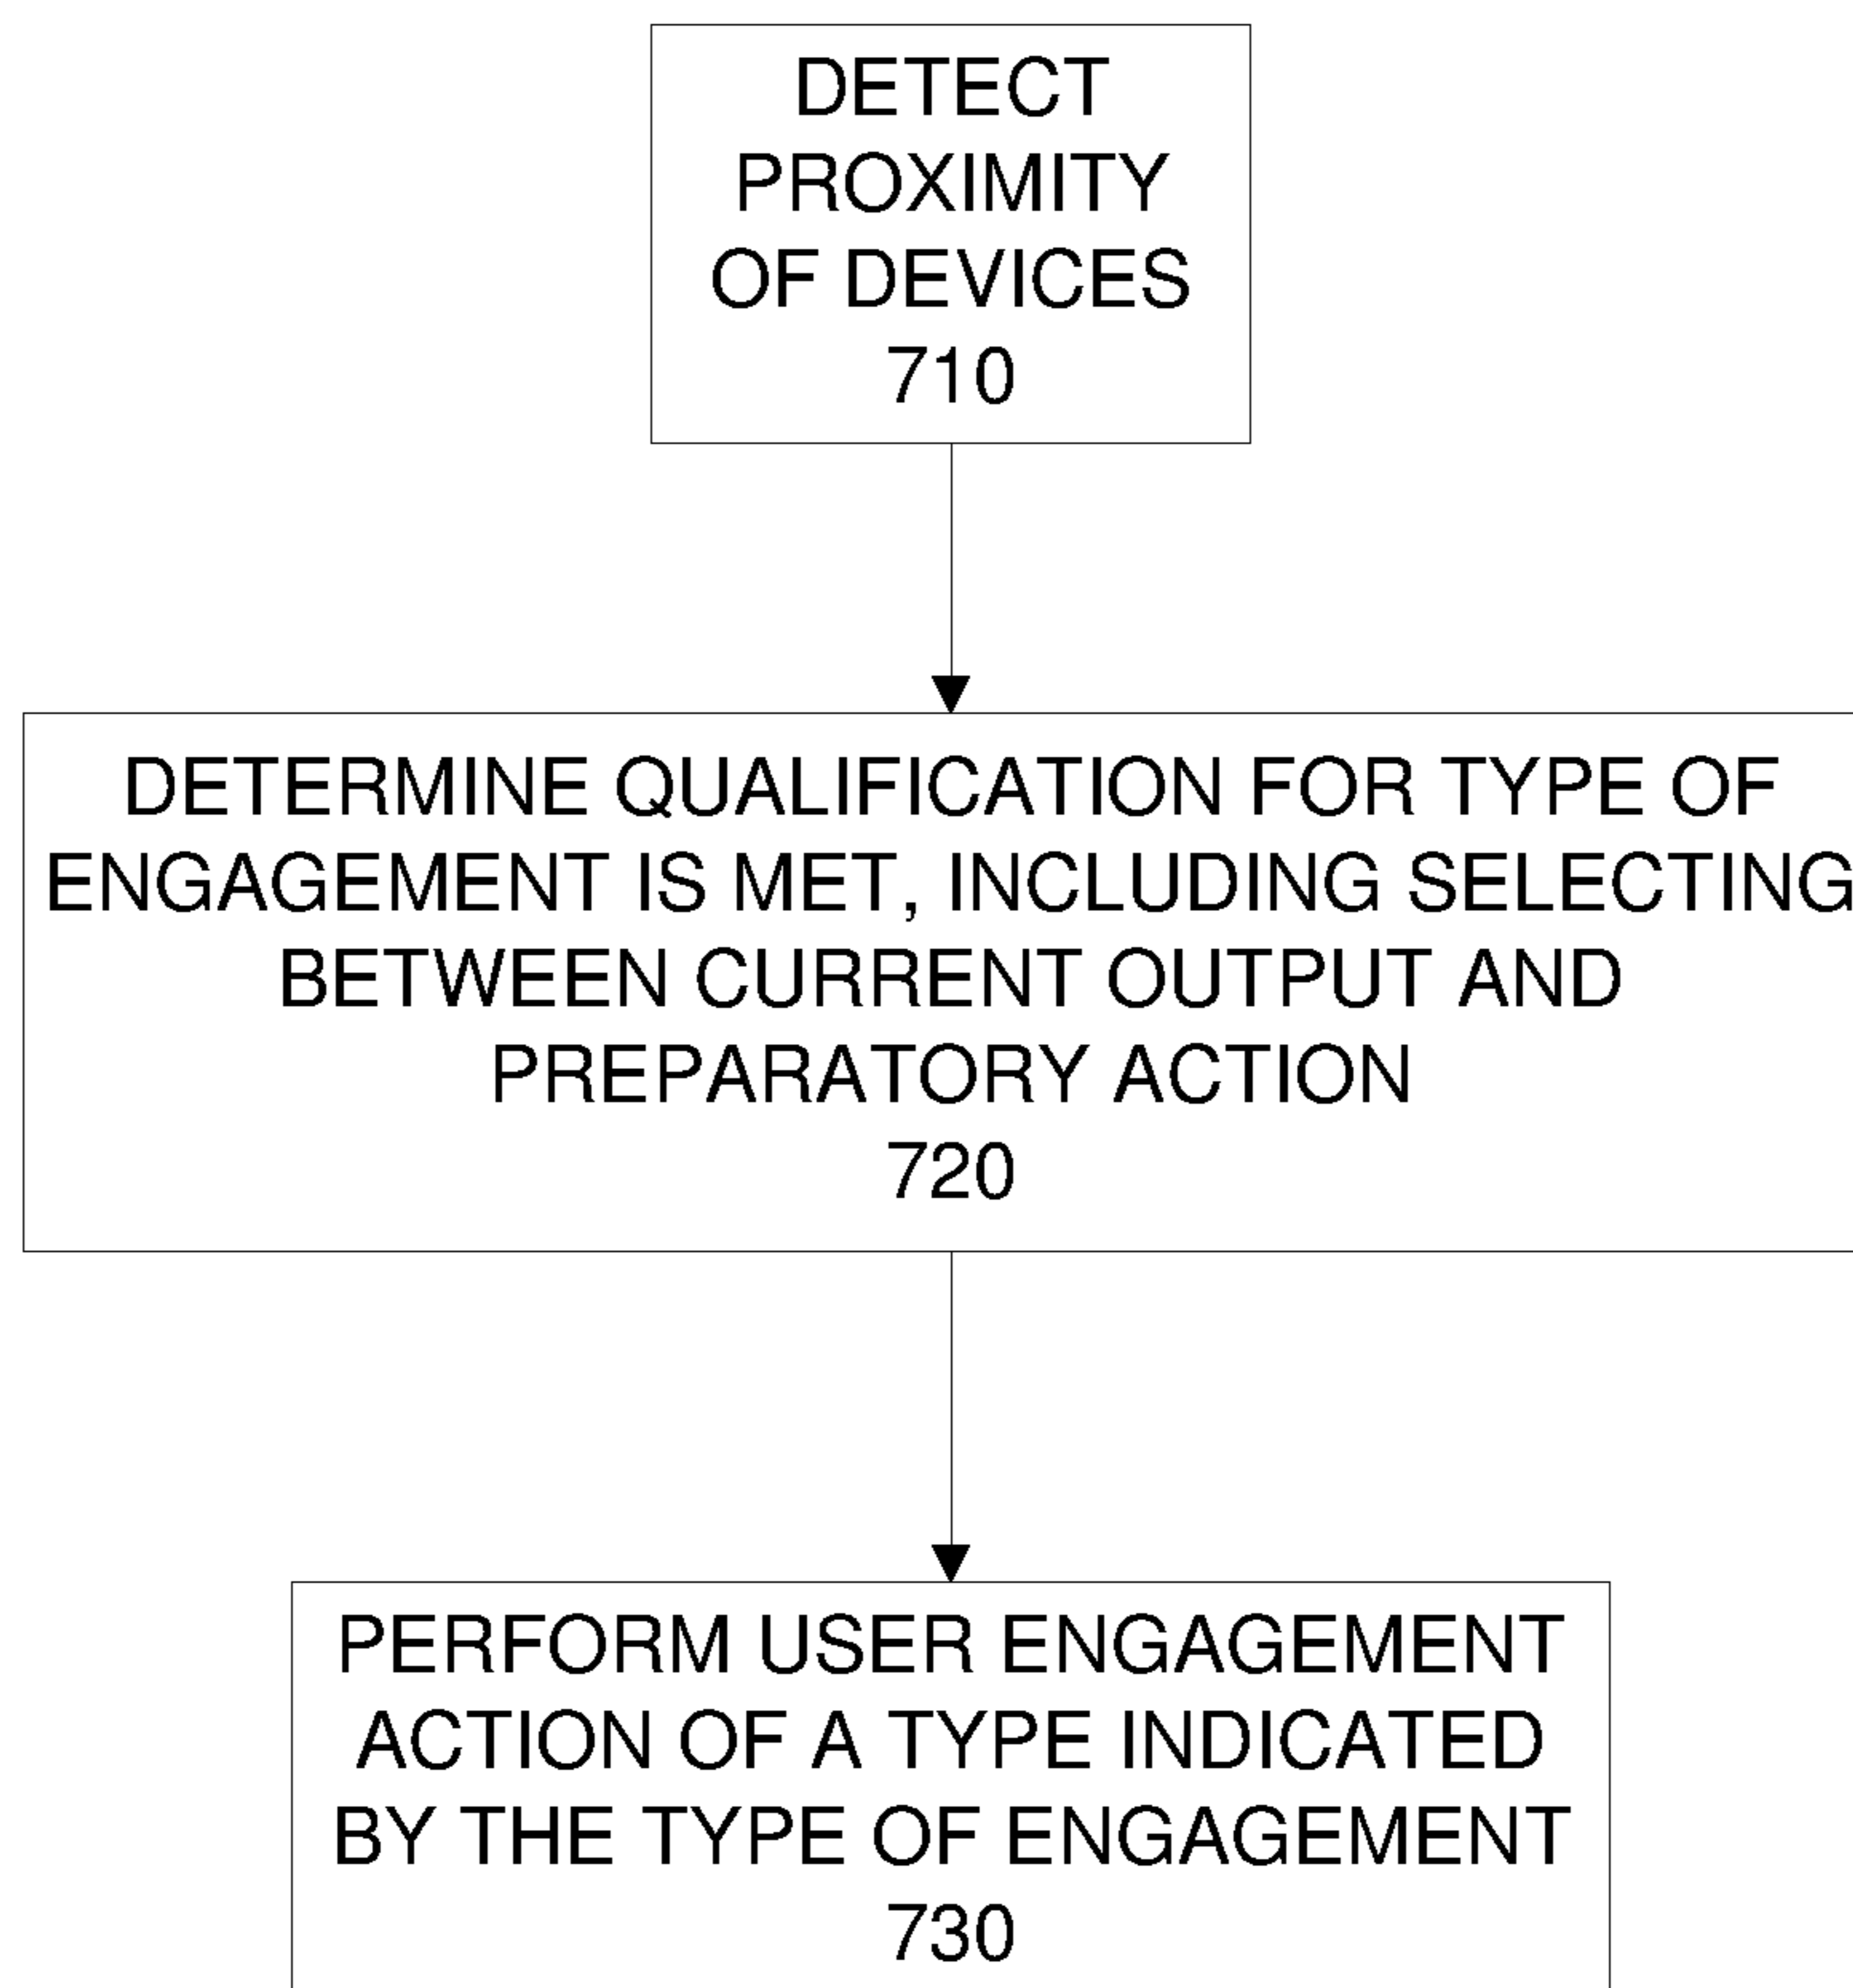 DETECT
PROXIMITY
OF DEVICES
710
DETERMINE QUALIFICATION FOR TYPE OF
ENGAGEMENT IS MET, INCLUDING SELECTING
BETWEEN CURRENT OUTPUT AND
PREPARATORY ACTION
720
PERFORM USER ENGAGEMENT
ACTION OF A TYPE INDICATED
BY THE TYPE OF ENGAGEMENT
730